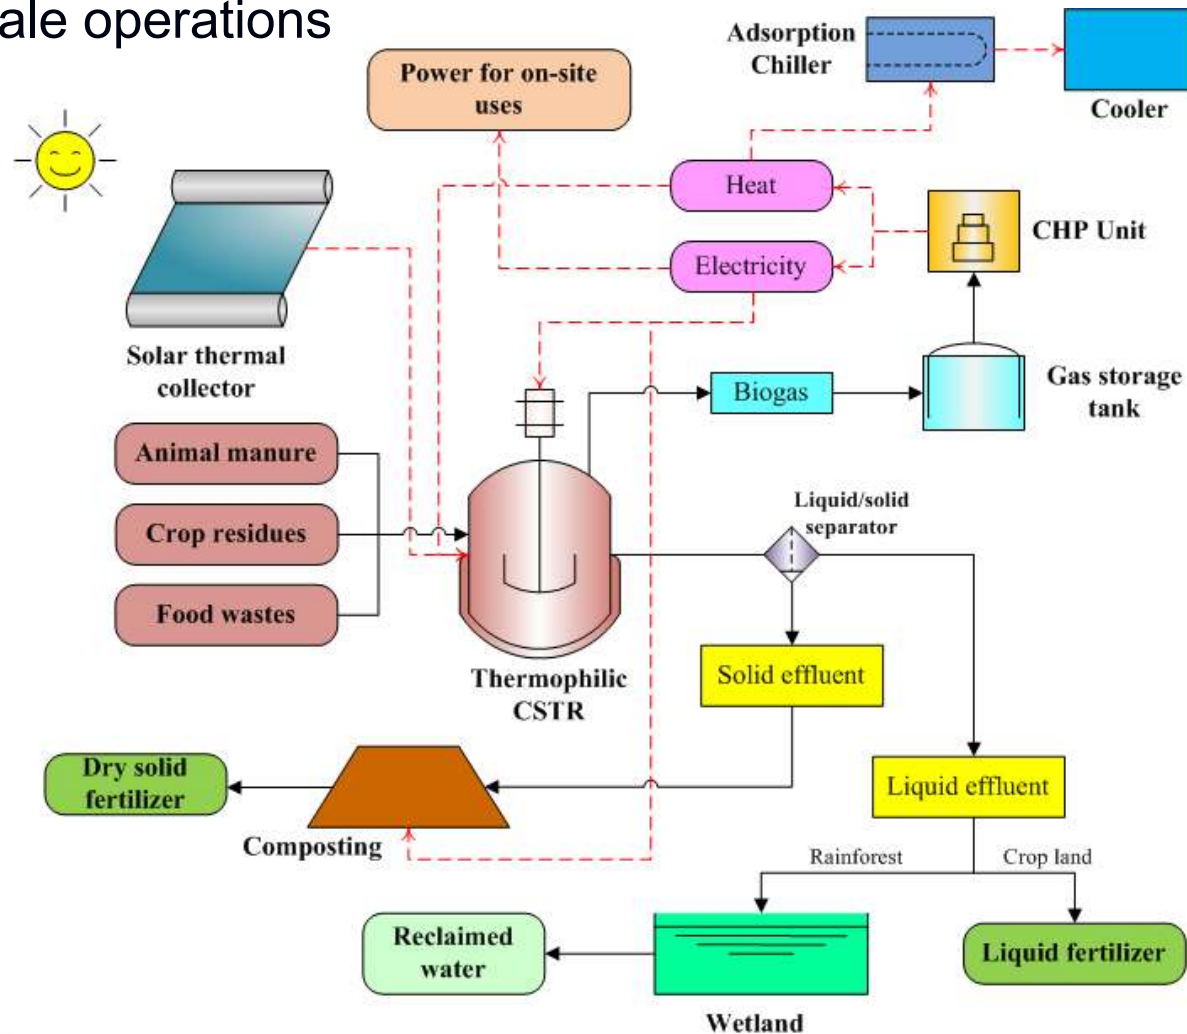 ale operations
Adsorption
Chiller
Cooler
Power for on-site
uses
Heat
CHP Unit
Electricity
Solar thermal
collector
Gas storage
tank
Biogas
Animal manure
Crop residues
Food wastes
Liquid/solid
separator
Thermophilic
CSTR
Solid effluent
Dry solid
fertilizer
Composting
Liquid effluent
Rainforest
Crop land
Reclaimed
water
Liquid fertilizer
Wetland